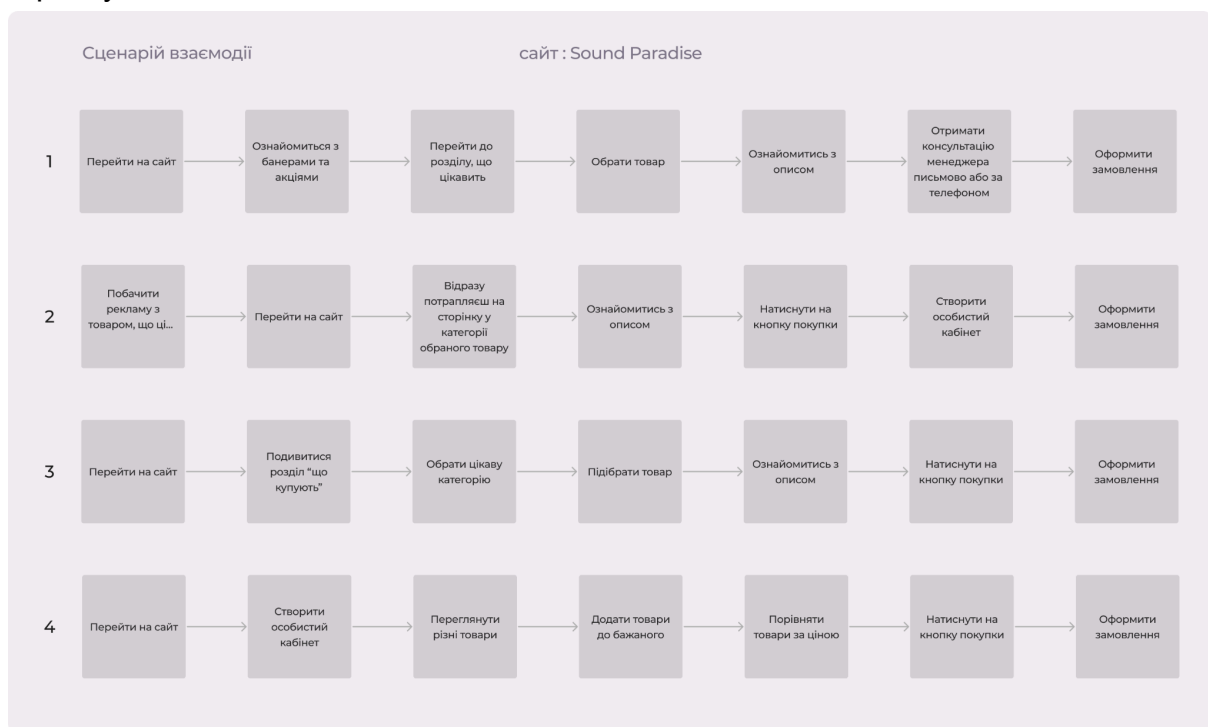 Сценарій взаємодії
сайт : Sound Paradise
1
Перейти на сайт
Ознайомиться з
банерами та
акціями
Перейти до
розділу, що
цікавить
Обрати товар
Ознайомитись з
описом
Отримати
консультацію
менеджера
письмово або за
телефоном
Оформити
замовлення
2
Побачити
рекламу з
товаром, що ці...
Перейти на сайт
Відразу
потрапляєш на
сторінку у
категорії
обраного товару
Ознайомитись з
описом
Натиснути на
кнопку покупки
Створити
особистий
кабінет
Оформити
замовлення
3
Перейти на сайт
Подивитися
розділ “що
купують”
Обрати цікаву
категорію
Підібрати товар
Ознайомитись з
описом
Натиснути на
кнопку покупки
Оформити
замовлення
4
Перейти на сайт
Створити
особистий
кабінет
Переглянути
різні товари
Додати товари
до бажаного
Порівняти
товари за ціною
Натиснути на
кнопку покупки
Оформити
замовлення